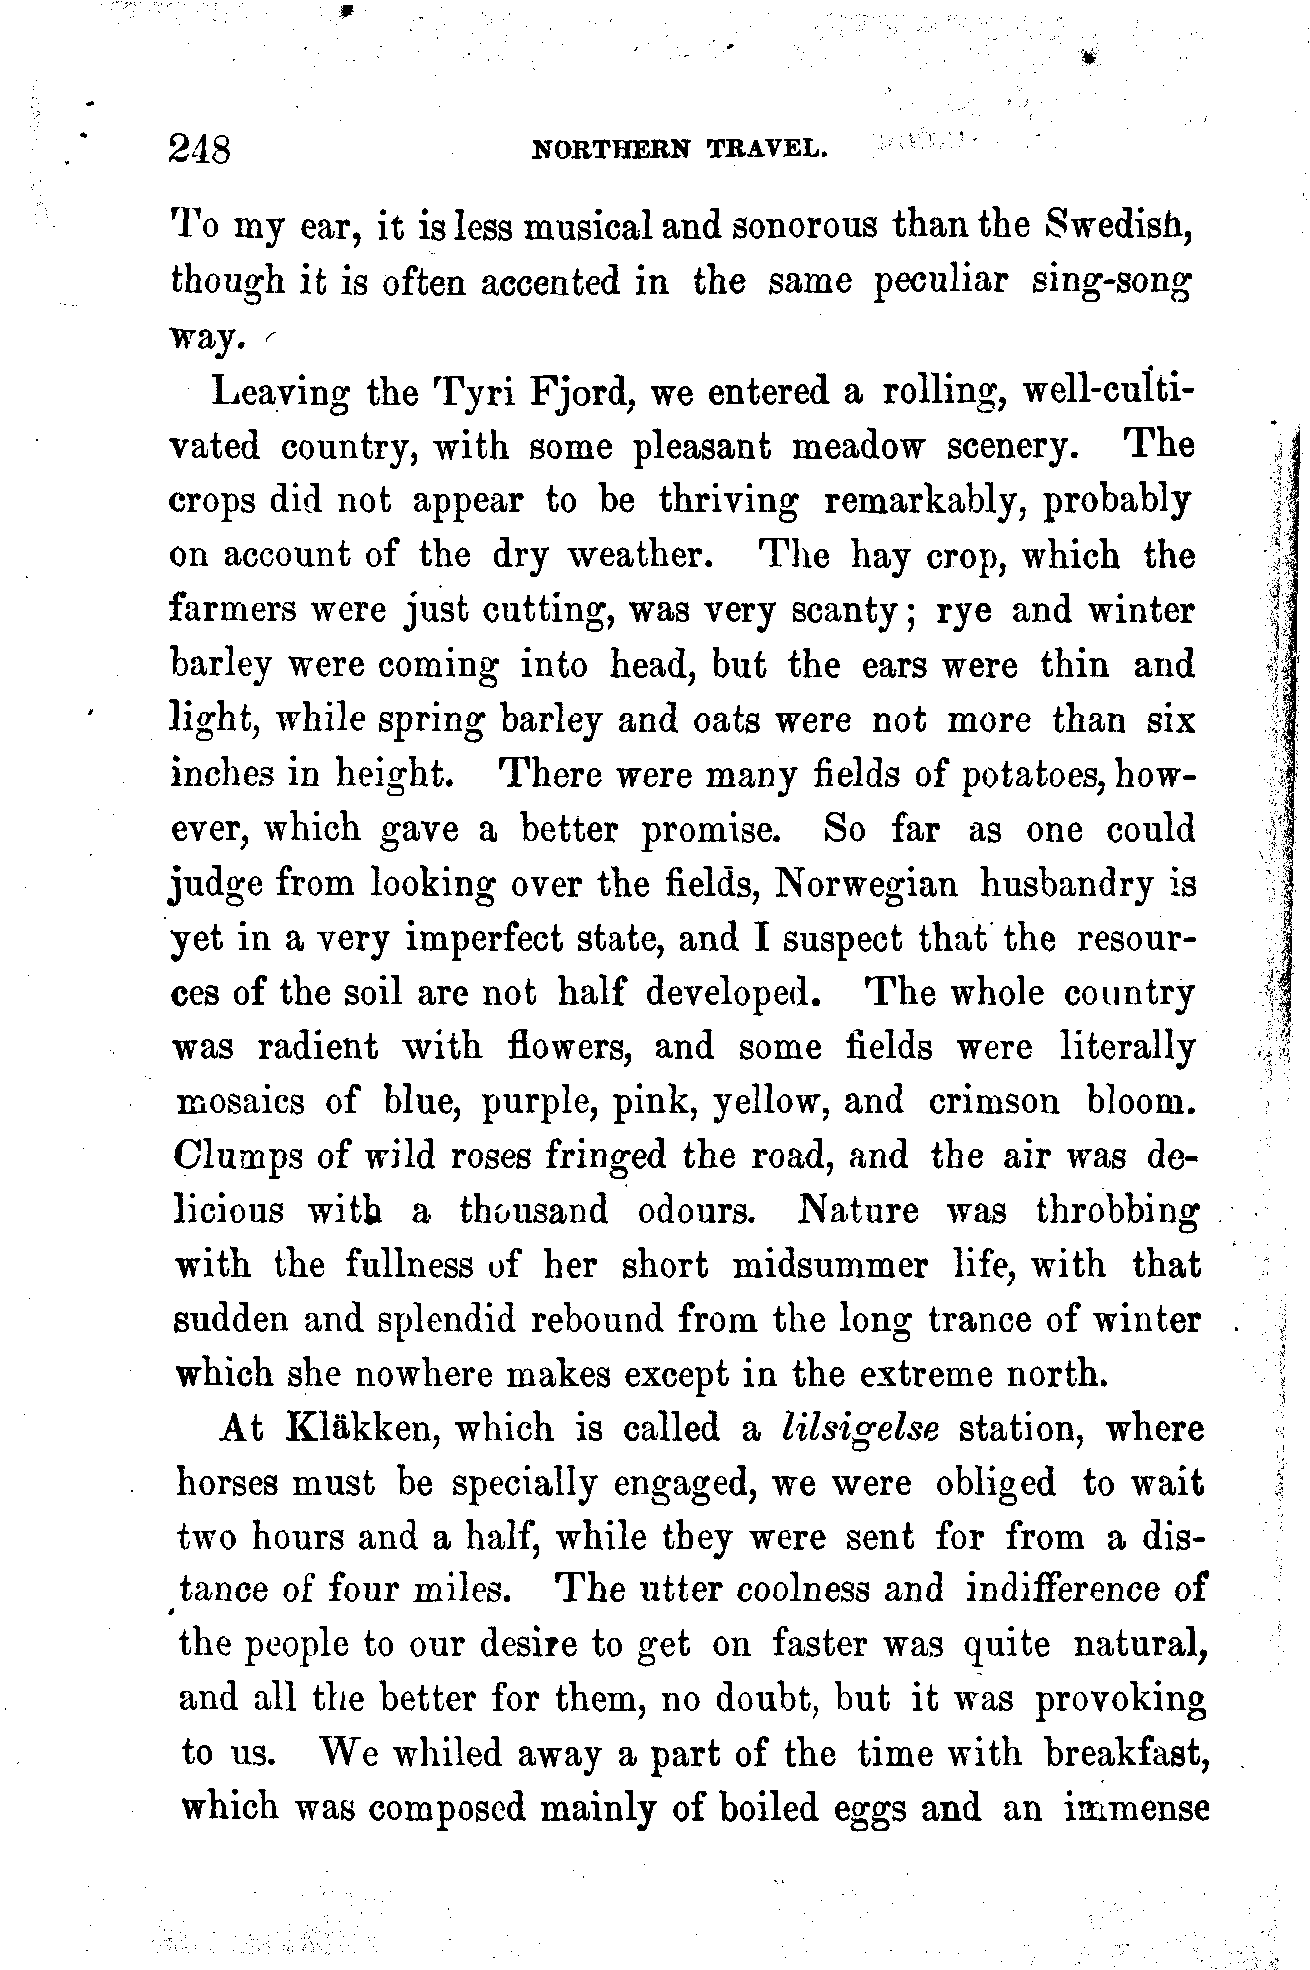 248 NORTHERN TRAVEL.
To my ear, it is less musical and sonorous than the Swedish,
though it is often accented in the same peculiar sing-song
way.
Leaving the Tyri Fjord, we entered a rolling, well-culti-
vated country, with some pleasant meadow scenery. The
crops did not appear to be thriving remarkably, probably
on account of the dry weather. The hay crop, which the
farmers were just cutting, was very scanty; rye and winter
barley were coming into head, but the ears were thin and
light, while spring barley and oats were not more than six
inches in height. There were many fields of potatoes, how-
ever, which gave a better promise. So far as one could
judge from looking over the fields, Norwegian husbandry is
yet in a very imperfect state, and I suspect that the resour-
ces of the soil are not half developed. The whole country
was radient with flowers, and some fields were literally
mosaics of blue, purple, pink, yellow, and crimson bloom.
Clumps of wild roses fringed the road, and the air was de-
licious with a thousand odours. Nature was throbbing
with the fullness of her short midsummer life, with that
sudden and splendid rebound from the long trance of winter
which she nowhere makes except in the extreme north.
At Kläkken, which is called a lilsigelse station, where
horses must be specially engaged, we were obliged to wait
two hours and a half, while they were sent for from a dis-
tance of four miles. The utter coolness and indifference of
the people to our desire to get on faster was quite natural,
and all the better for them, no doubt, but it was provoking
to us. We whiled away a part of the time with breakfast,
which was composed mainly of boiled eggs and an immense